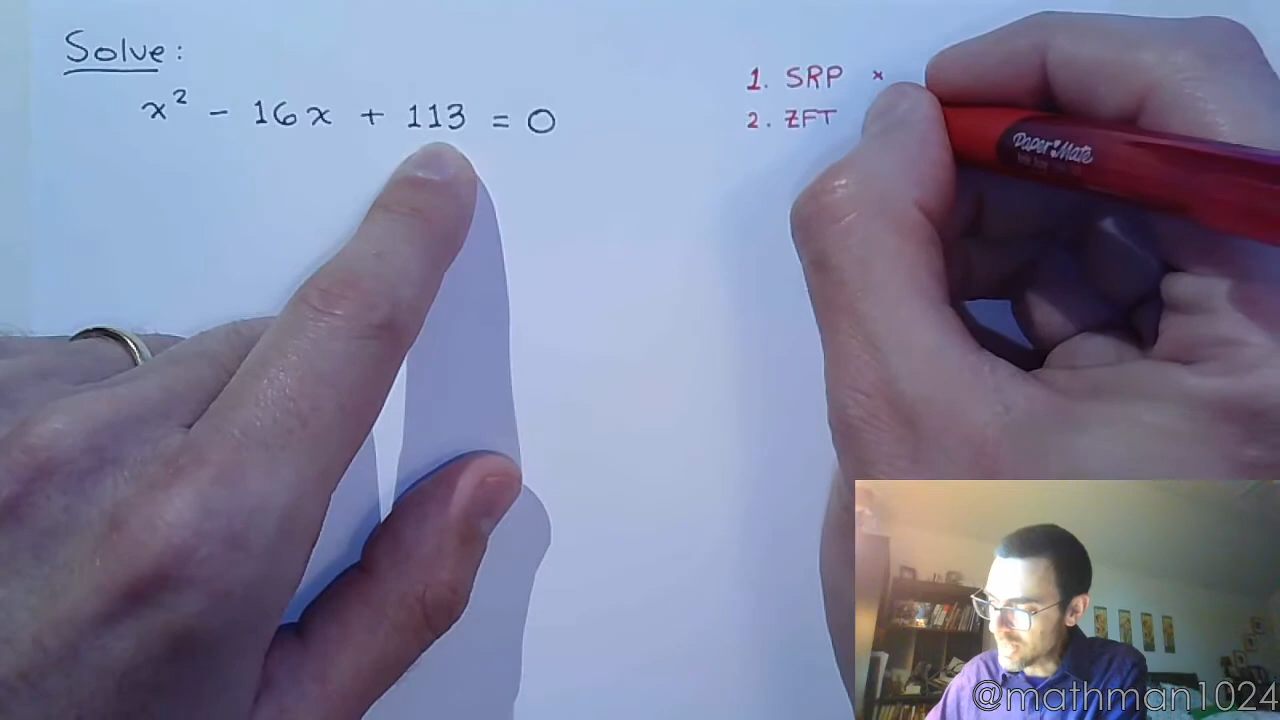 Solve:
x² - 16x + 113 = 0
1. SRP ×
2. ZFT
Paper Mate
@mathman1024